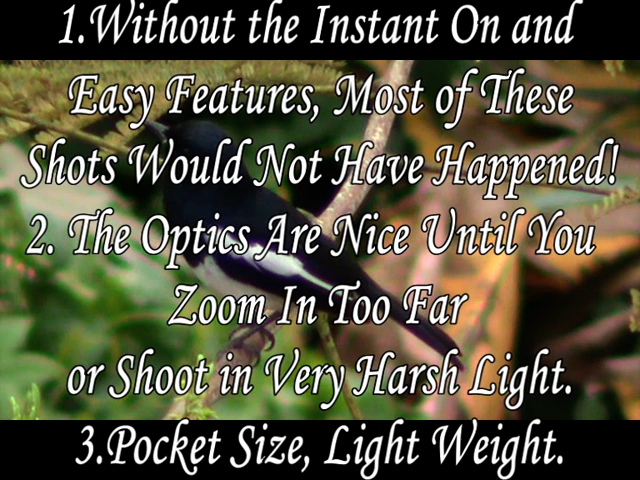 1.Without the Instant On and
Easy Features, Most of These
Shots Would Not Have Happened!
2. The Optics Are Nice Until You
Zoom In Too Far
or Shoot in Very Harsh Light.
3.Pocket Size, Light Weight.